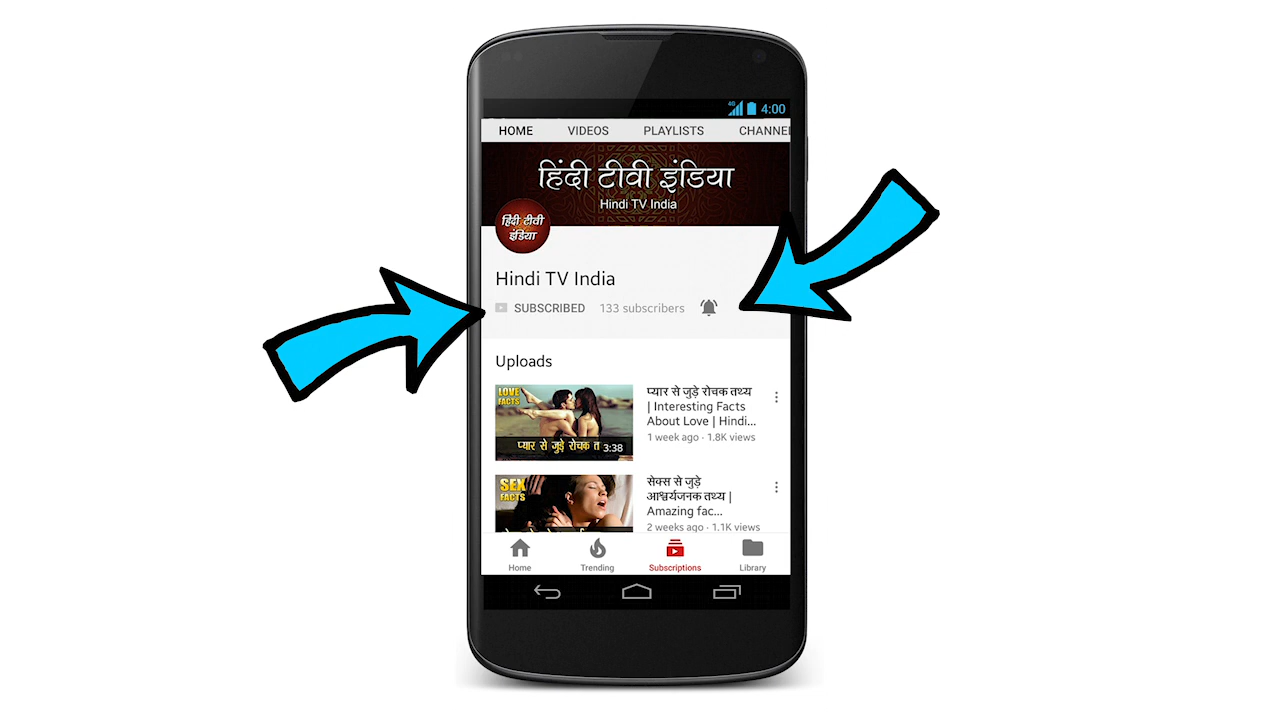 4G 4:00
HOME VIDEOS PLAYLISTS CHANNEL
हिंदी टीवी इंडिया
Hindi TV India
हिंदी टीवी
इंडिया
Hindi TV India
SUBSCRIBED 133 subscribers
Uploads
LOVE
FACTS
प्यार से जुड़े रोचक त
3:38
प्यार से जुड़े रोचक तथ्य
| Interesting Facts
About Love | Hindi...
1 week ago · 1.8K views
SEX
FACTS
सेक्स से जुड़े
आश्चर्यजनक तथ्य |
Amazing fac...
2 weeks ago · 1.1K views
Home Trending Subscriptions Library